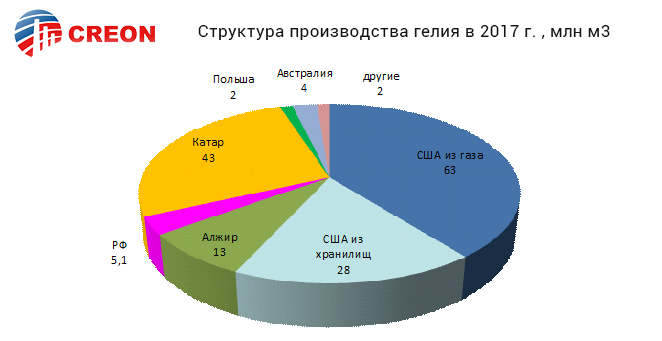 CREON
Структура производства гелия в 2017 г. , млн м3
Польша
2
Австралия
4
другие
2
Катар
43
США из газа
63
РФ
5,1
Алжир
13
США из
хранилищ
28